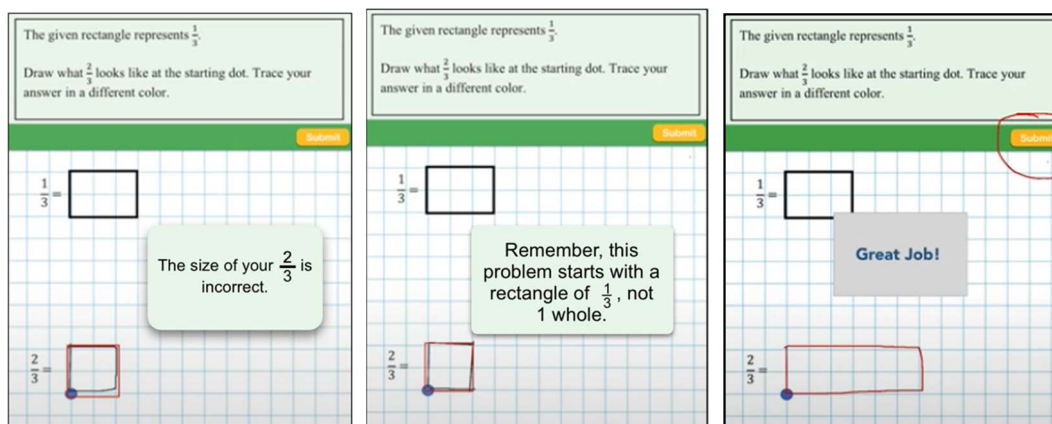 The given rectangle represents 1/3.
Draw what 2/3 looks like at the starting dot. Trace your
answer in a different color.
Submit
1/3 =
The size of your 2/3 is
incorrect.
2/3 =
The given rectangle represents 1/3.
Draw what 2/3 looks like at the starting dot. Trace your
answer in a different color.
Submit
1/3 =
Remember, this
problem starts with a
rectangle of 1/3, not
1 whole.
2/3 =
The given rectangle represents 1/3.
Draw what 2/3 looks like at the starting dot. Trace your
answer in a different color.
Submi
1/3 =
Great Job!
2/3 =